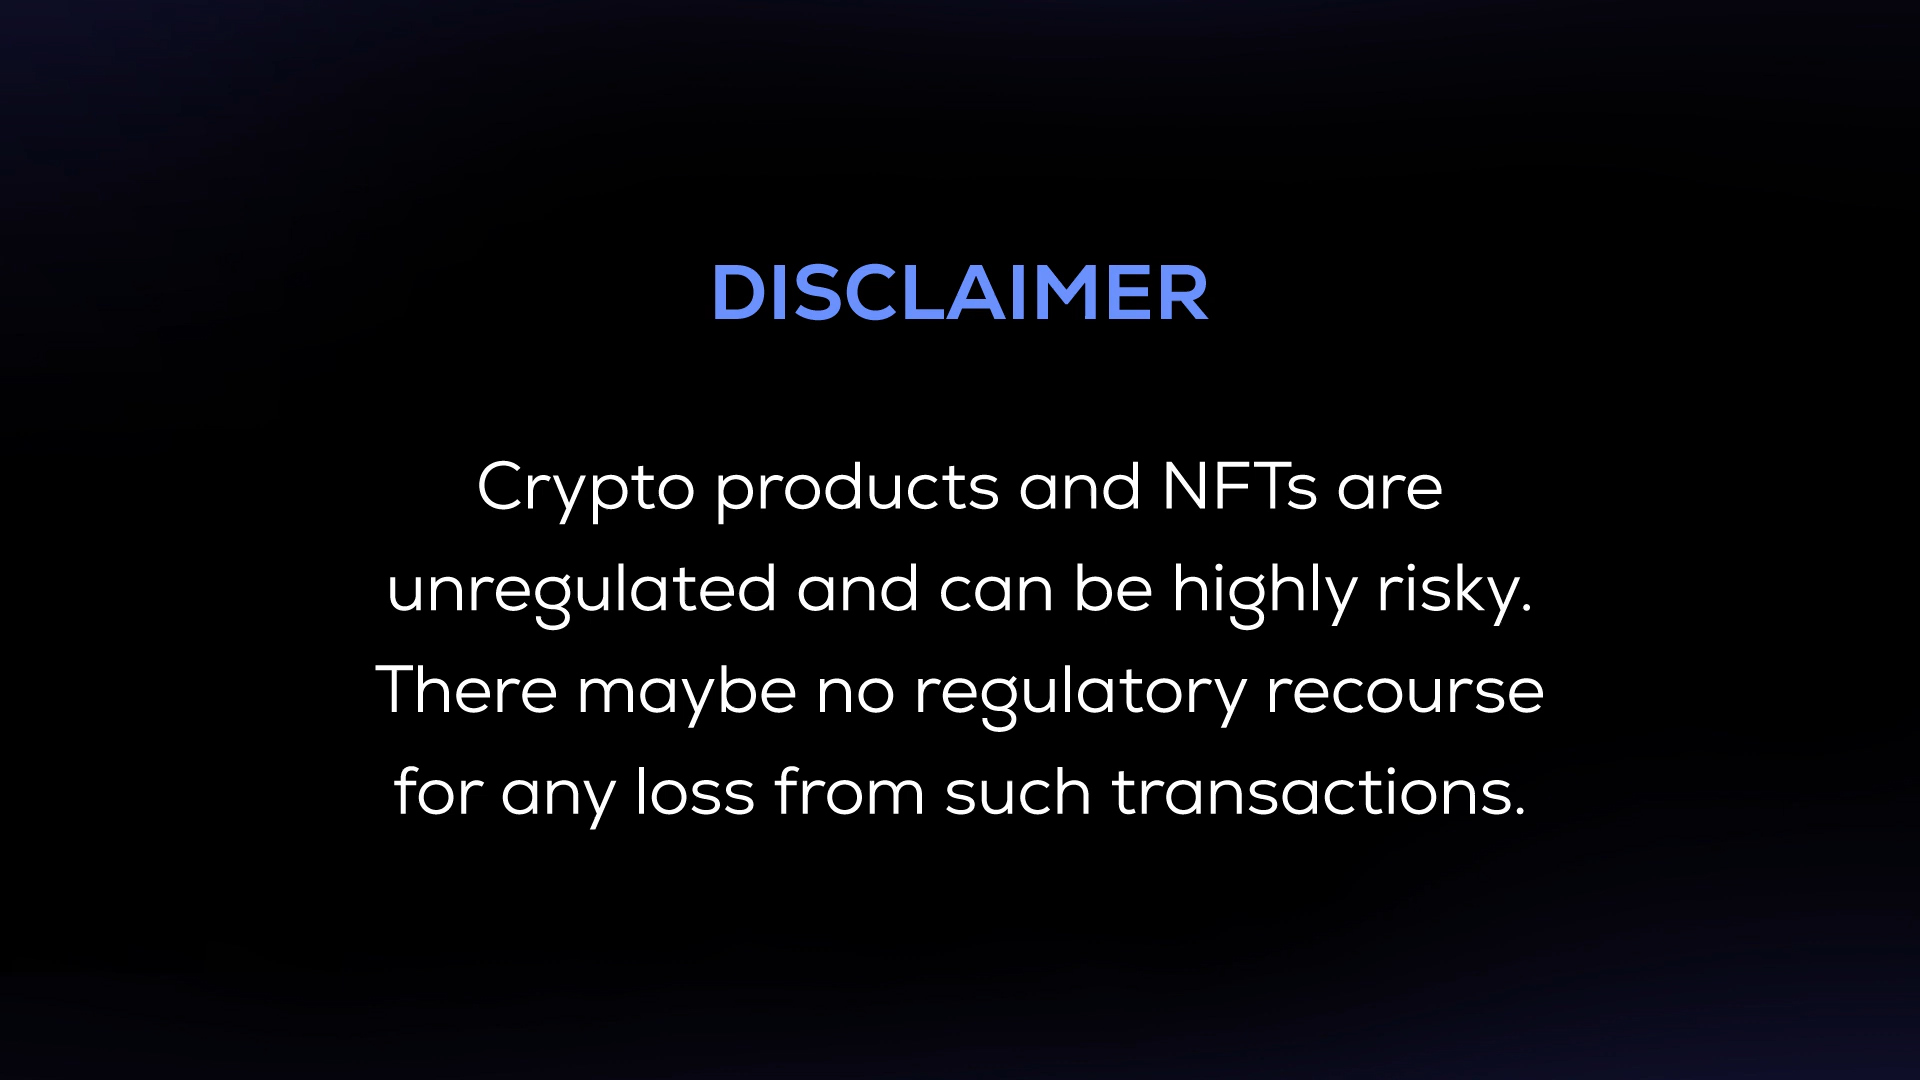 DISCLAIMER
Crypto products and NFTs are
unregulated and can be highly risky.
There maybe no regulatory recourse
for any loss from such transactions.